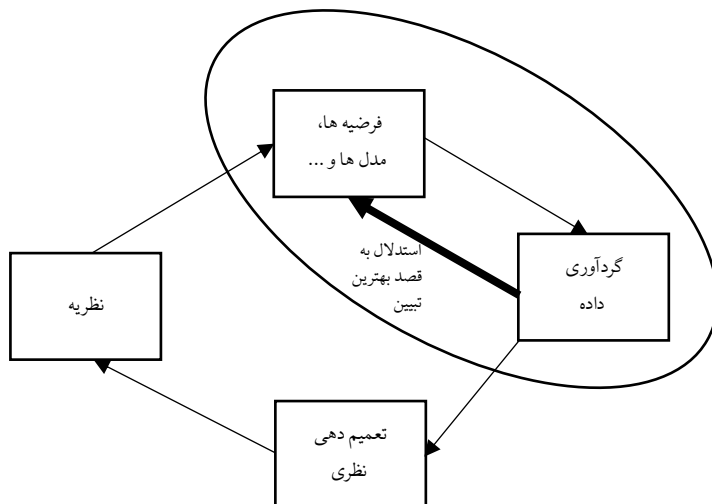 فرضیه ها،
مدل ها و ...
استدلال به
قصد بهترین
تبیین
گردآوری
داده
نظریه
تعمیم دهی
نظری